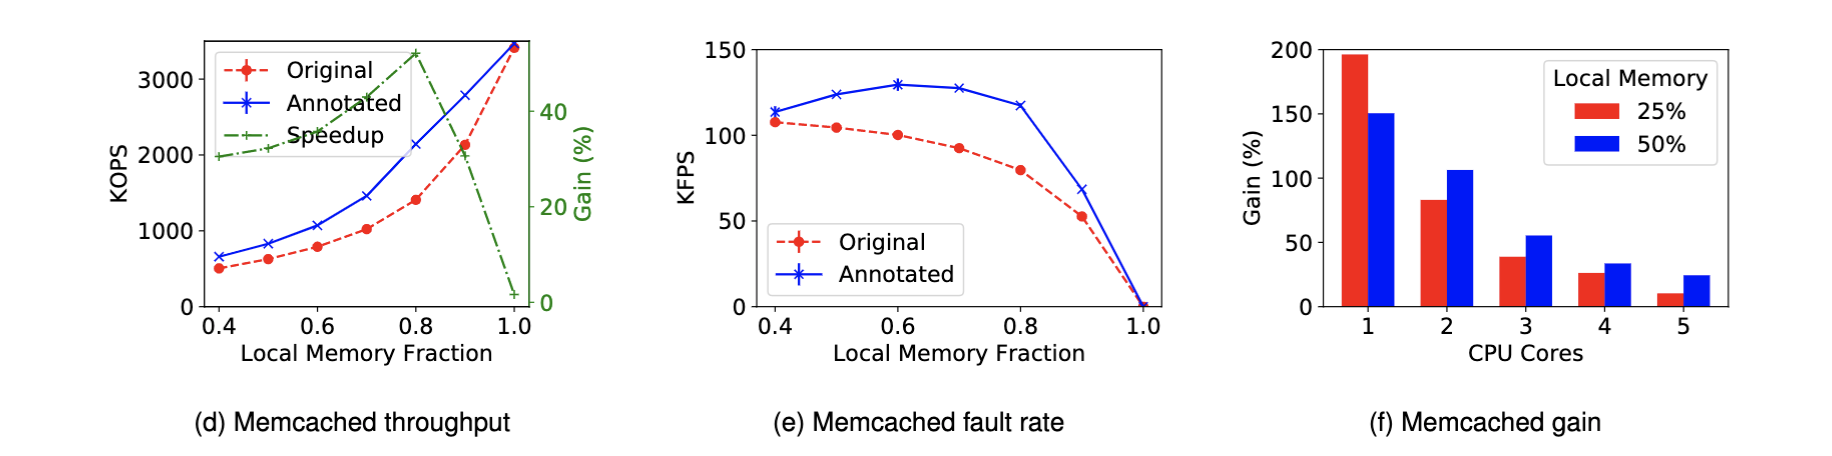 3000
2000
1000
0
KOPS
Original
Annotated
Speedup
40
20
0
Gain (%)
0.4 0.6 0.8 1.0
Local Memory Fraction
(d) Memcached throughput
150
100
50
0
KFPS
Original
Annotated
0.4 0.6 0.8 1.0
Local Memory Fraction
(e) Memcached fault rate
200
150
100
50
0
Gain (%)
Local Memory
25%
50%
1 2 3 4 5
CPU Cores
(f) Memcached gain